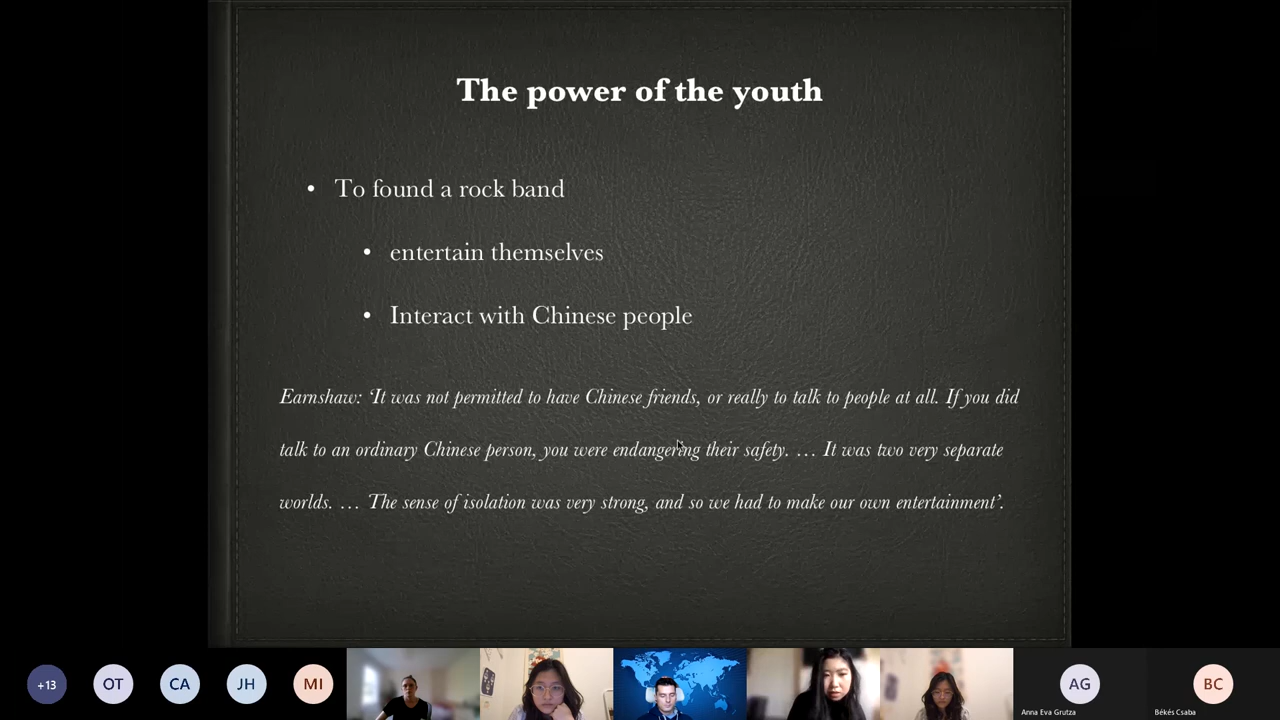 The power of the youth
• To found a rock band
• entertain themselves
• Interact with Chinese people
Earnshaw: ‘It was not permitted to have Chinese friends, or really to talk to people at all. If you did
talk to an ordinary Chinese person, you were endangering their safety. … It was two very separate
worlds. … The sense of isolation was very strong, and so we had to make our own entertainment’.
+13 OT CA JH MI AG BC
Anna Eva Grutza Békés Csaba